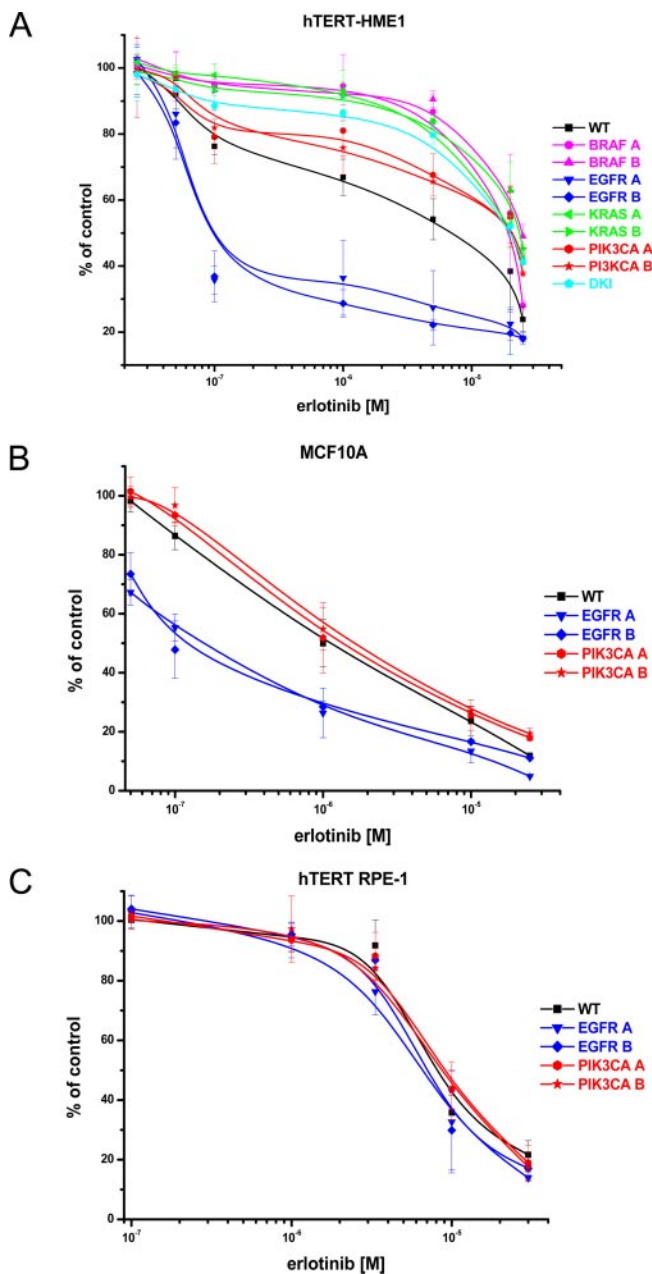 A
hTERT-HME1
% of control
100
80
60
40
20
10⁻⁷
10⁻⁶
10⁻⁵
erlotinib [M]
WT
BRAF A
BRAF B
EGFR A
EGFR B
KRAS A
KRAS B
PIK3CA A
PI3KCA B
DKI
B
MCF10A
% of control
100
80
60
40
20
0
10⁻⁷
10⁻⁶
10⁻⁵
erlotinib [M]
WT
EGFR A
EGFR B
PIK3CA A
PIK3CA B
C
hTERT RPE-1
% of control
100
80
60
40
20
0
10⁻⁷
10⁻⁶
10⁻⁵
erlotinib [M]
WT
EGFR A
EGFR B
PIK3CA A
PIK3CA B